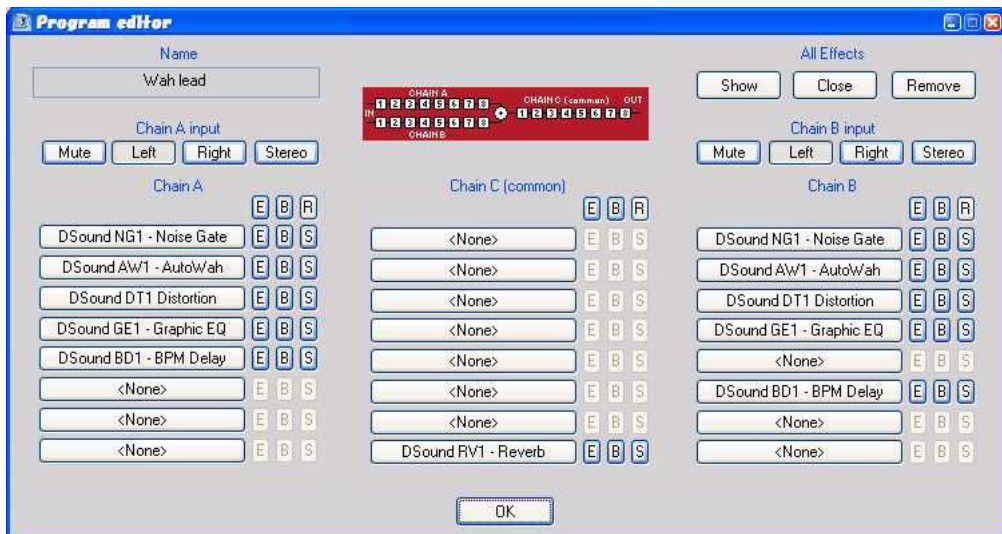 Program editor
Name
Wah lead
All Effects
Show Close Remove
CHAIN A
1 2 3 4 5 6 7 8
IN
1 2 3 4 5 6 7 8
CHAIN B
CHAIN C (common) OUT
1 2 3 4 5 6 7 8
Chain A input
Mute Left Right Stereo
Chain B input
Mute Left Right Stereo
Chain A
E B R
DSound NG1 - Noise Gate E B S
DSound AW1 - AutoWah E B S
DSound DT1 Distortion E B S
DSound GE1 - Graphic EQ E B S
DSound BD1 - BPM Delay E B S
<None> E B S
<None> E B S
<None> E B S
Chain C (common)
E B R
<None> E B S
<None> E B S
<None> E B S
<None> E B S
<None> E B S
<None> E B S
<None> E B S
DSound RV1 - Reverb E B S
Chain B
E B R
DSound NG1 - Noise Gate E B S
DSound AW1 - AutoWah E B S
DSound DT1 Distortion E B S
DSound GE1 - Graphic EQ E B S
<None> E B S
DSound BD1 - BPM Delay E B S
<None> E B S
<None> E B S
OK